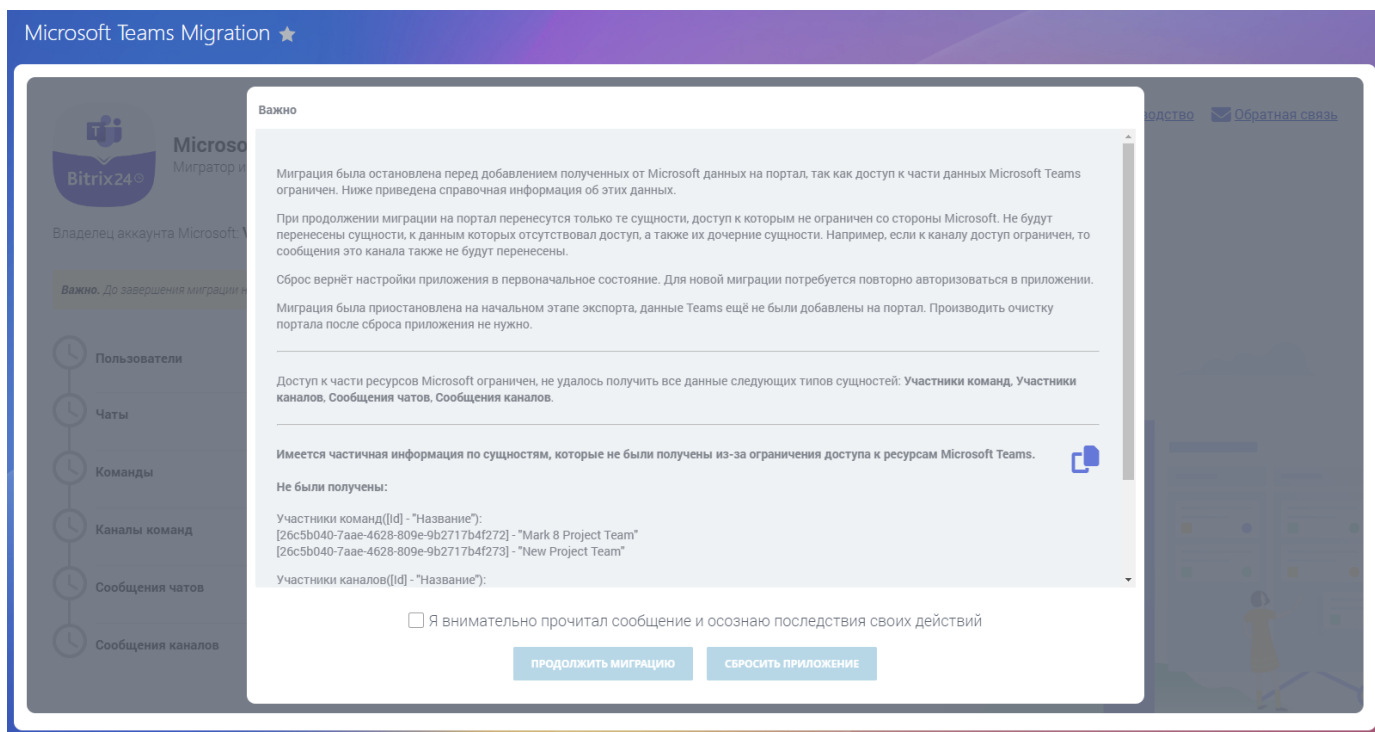 Microsoft Teams Migration
Важно
водство
Обратная связь
Microso
Мигратор и
Bitrix24
Владелец аккаунта Microsoft:
Важно. До завершения миграции н
Пользователи
Чаты
Команды
Каналы команд
Сообщения чатов
Сообщения каналов
Миграция была остановлена перед добавлением полученных от Microsoft данных на портал, так как доступ к части данных Microsoft Teams
ограничен. Ниже приведена справочная информация об этих данных.
При продолжении миграции на портал перенесутся только те сущности, доступ к которым не ограничен со стороны Microsoft. Не будут
перенесены сущности, к данным которых отсутствовал доступ, а также их дочерние сущности. Например, если к каналу доступ ограничен, то
сообщения это канала также не будут перенесены.
Сброс вернёт настройки приложения в первоначальное состояние. Для новой миграции потребуется повторно авторизоваться в приложении.
Миграция была приостановлена на начальном этапе экспорта, данные Teams ещё не были добавлены на портал. Производить очистку
портала после сброса приложения не нужно.
Доступ к части ресурсов Microsoft ограничен, не удалось получить все данные следующих типов сущностей: Участники команд, Участники
каналов, Сообщения чатов, Сообщения каналов.
Имеется частичная информация по сущностям, которые не были получены из-за ограничения доступа к ресурсам Microsoft Teams.
Не были получены:
Участники команд([Id] - "Название"):
[26c5b040-7aae-4628-809e-9b2717b4f272] - "Mark 8 Project Team"
[26c5b040-7aae-4628-809e-9b2717b4f273] - "New Project Team"
Участники каналов([Id] - "Название"):
Я внимательно прочитал сообщение и осознаю последствия своих действий
ПРОДОЛЖИТЬ МИГРАЦИЮ
СБРОСИТЬ ПРИЛОЖЕНИЕ